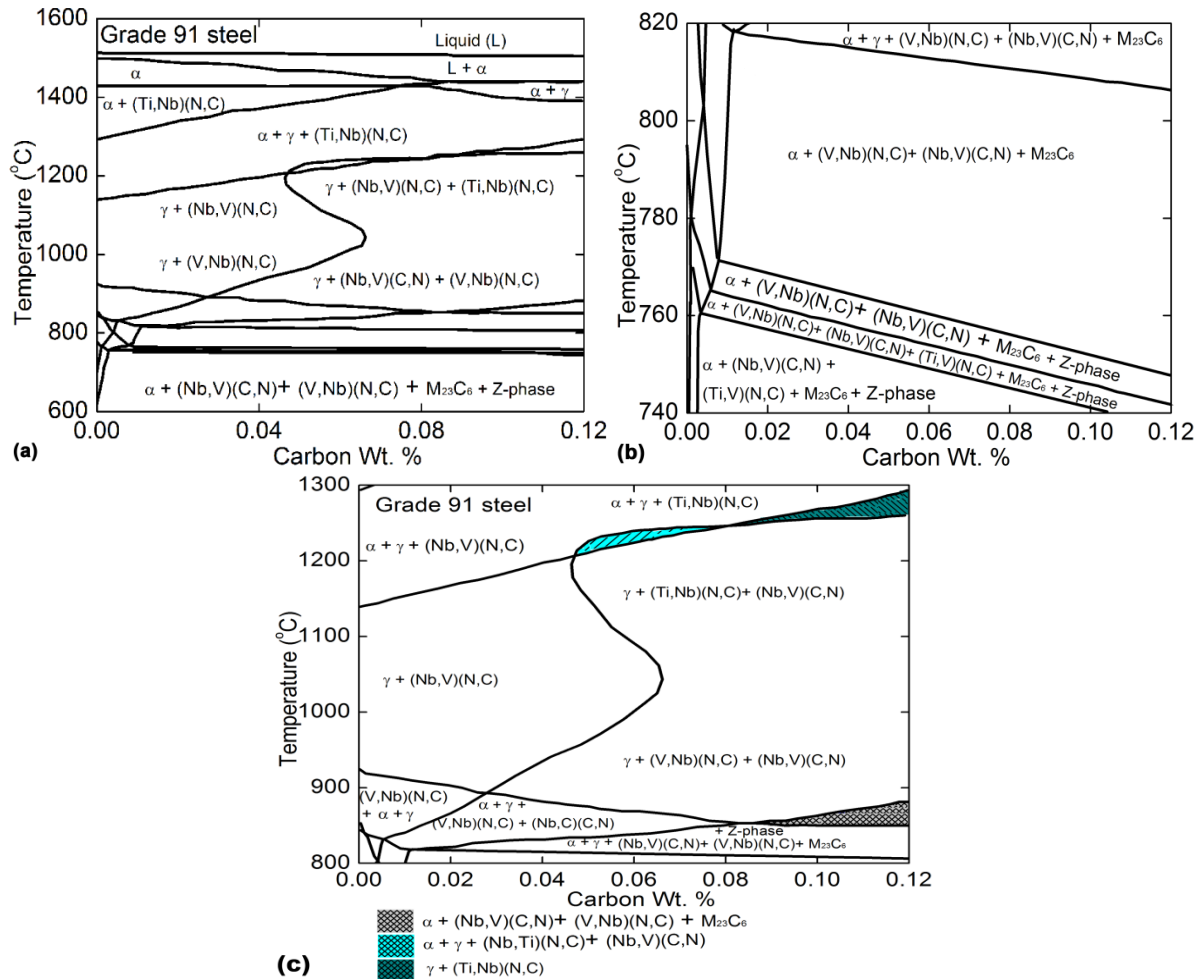 Grade 91 steel
Liquid (L)
α
L + α
α + (Ti,Nb)(N,C)
α + γ
α + γ + (Ti,Nb)(N,C)
γ + (Nb,V)(N,C) + (Ti,Nb)(N,C)
γ + (Nb,V)(N,C)
γ + (V,Nb)(N,C)
γ + (Nb,V)(C,N) + (V,Nb)(N,C)
α + (Nb,V)(C,N)+ (V,Nb)(N,C) + M₂₃C₆ + Z-phase
1600
1400
1200
1000
800
600
Temperature (°C)
0.00 0.04 0.08 0.12
Carbon Wt. %
(a)
α + γ + (V,Nb)(N,C) + (Nb,V)(C,N) + M₂₃C₆
α + (V,Nb)(N,C)+ (Nb,V)(C,N) + M₂₃C₆
α + (V,Nb)(N,C)+ (Nb,V)(C,N) + M₂₃C₆ + Z-phase
α + (V,Nb)(N,C)+ (Nb,V)(C,N)+ (Ti,V)(N,C) + M₂₃C₆ + Z-phase
α + (Nb,V)(C,N) +
(Ti,V)(N,C) + M₂₃C₆ + Z-phase
820
800
780
760
740
Temperature (°C)
0.00 0.02 0.04 0.06 0.08 0.10 0.12
Carbon Wt. %
(b)
Grade 91 steel
α + γ + (Ti,Nb)(N,C)
α + γ + (Nb,V)(N,C)
γ + (Ti,Nb)(N,C)+ (Nb,V)(C,N)
γ + (Nb,V)(N,C)
γ + (V,Nb)(N,C) + (Nb,V)(C,N)
(V,Nb)(N,C)
+ α + γ
α + γ +
(V,Nb)(N,C) + (Nb,C)(C,N)
+ Z-phase
α + γ + (Nb,V)(C,N)+ (V,Nb)(N,C)+ M₂₃C₆
1300
1200
1100
1000
900
800
Temperature (°C)
0.00 0.02 0.04 0.06 0.08 0.10 0.12
Carbon Wt. %
α + (Nb,V)(C,N)+ (V,Nb)(N,C) + M₂₃C₆
α + γ + (Nb,Ti)(N,C)+ (Nb,V)(C,N)
γ + (Ti,Nb)(N,C)
(c)